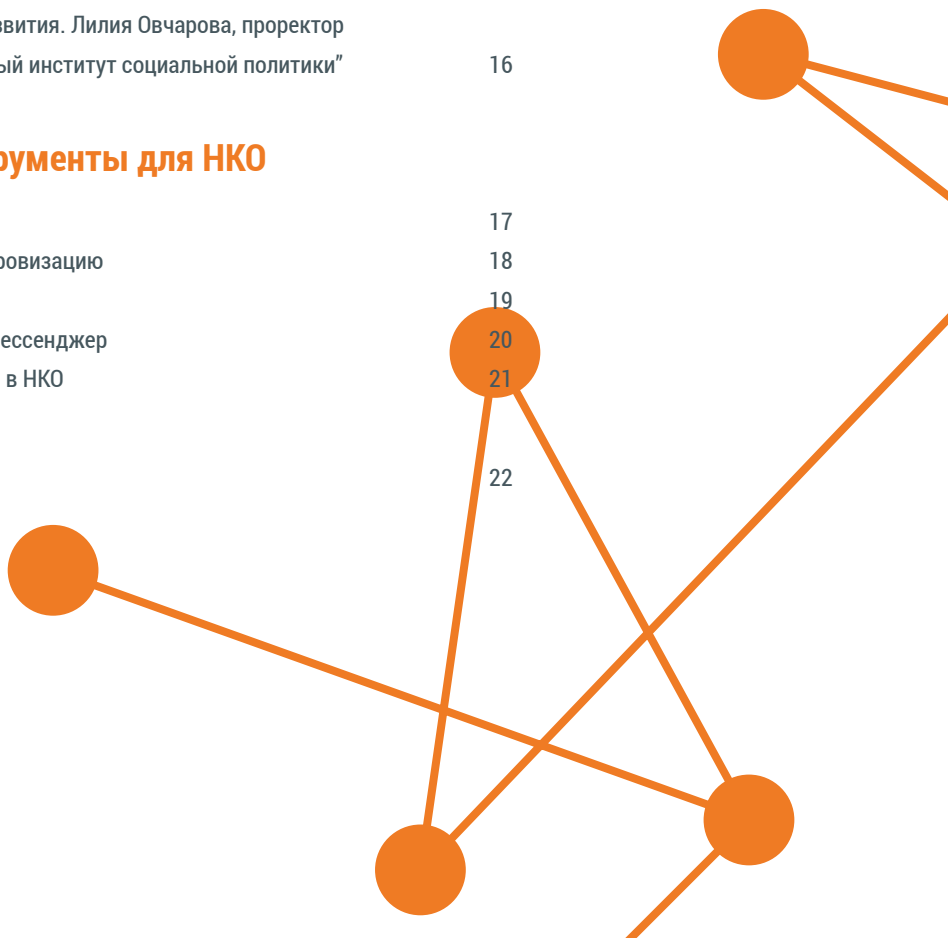 звития. Лилия Овчарова, проректор
ый институт социальной политики” 16
рументы для НКО
17
ровизацию 18
19
ессенджер 20
в НКО 21
22